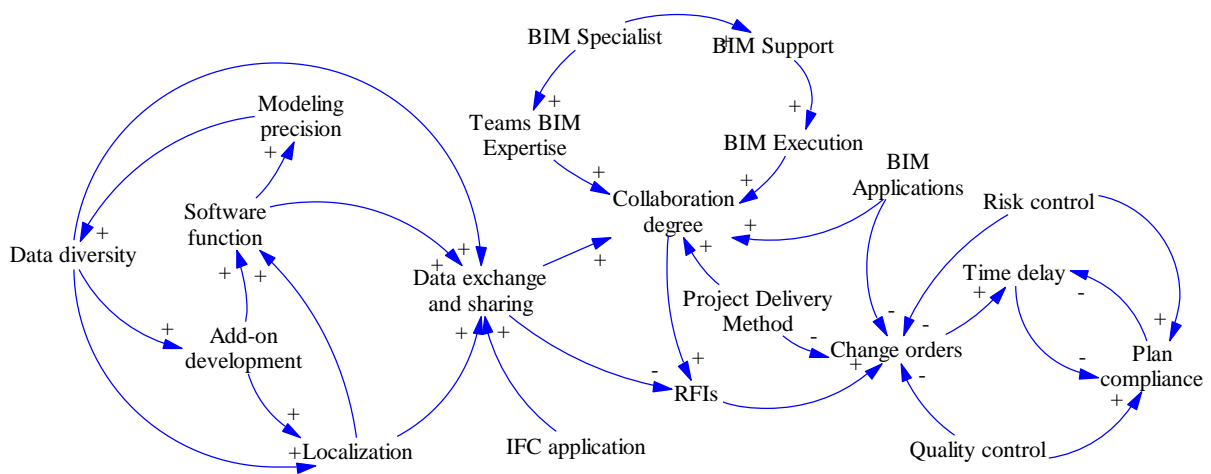 BIM Specialist
+
BIM Support
Modeling
precision
+
+
Teams BIM
Expertise
+
BIM Execution
+
+
BIM
Applications
Collaboration
degree
Risk control
Software
function
+
Data diversity
+
+
+
+
+
+
+
Data exchange
and sharing
Time delay
+
-
Project Delivery
Method
+
Add-on
development
+
+
-
-
-
Change orders
+
-
+
Plan
compliance
-
+
-
RFIs
+
+
+Localization
IFC application
Quality control